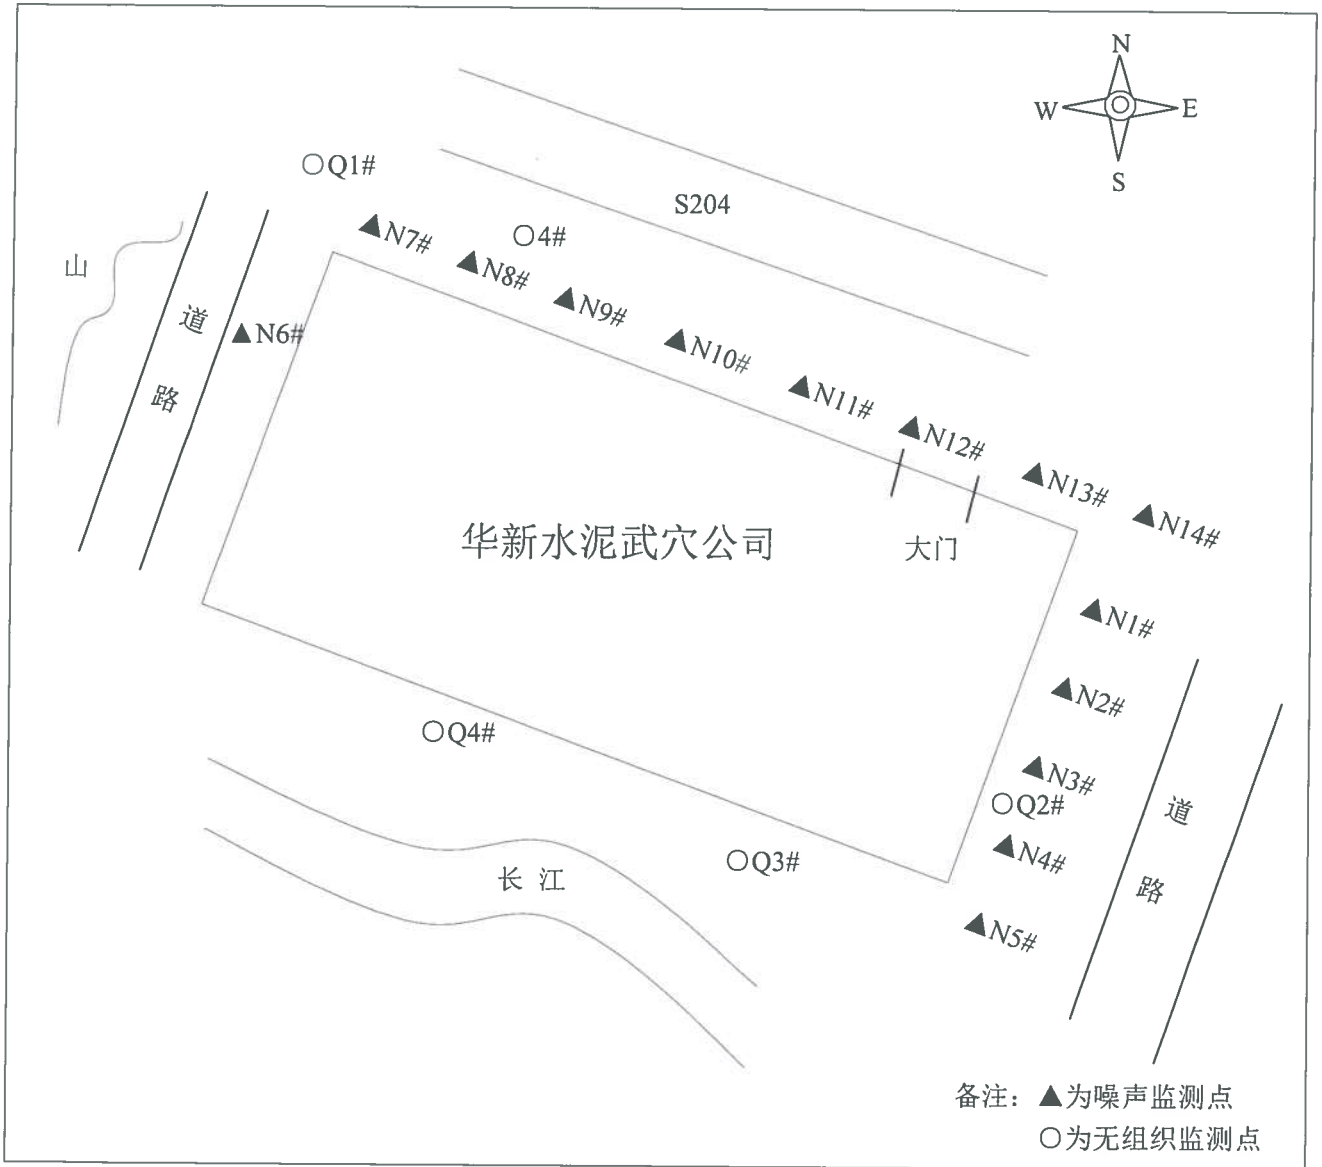 N
W
E
S
○Q1#
S204
▲N7#
○4#
▲N8#
山
▲N9#
道路
▲N6#
▲N10#
▲N11#
▲N12#
▲N13#
▲N14#
华新水泥武穴公司
大门
▲N1#
▲N2#
○Q4#
▲N3#
○Q2#
道路
▲N4#
○Q3#
长江
▲N5#
备注：▲为噪声监测点
○为无组织监测点